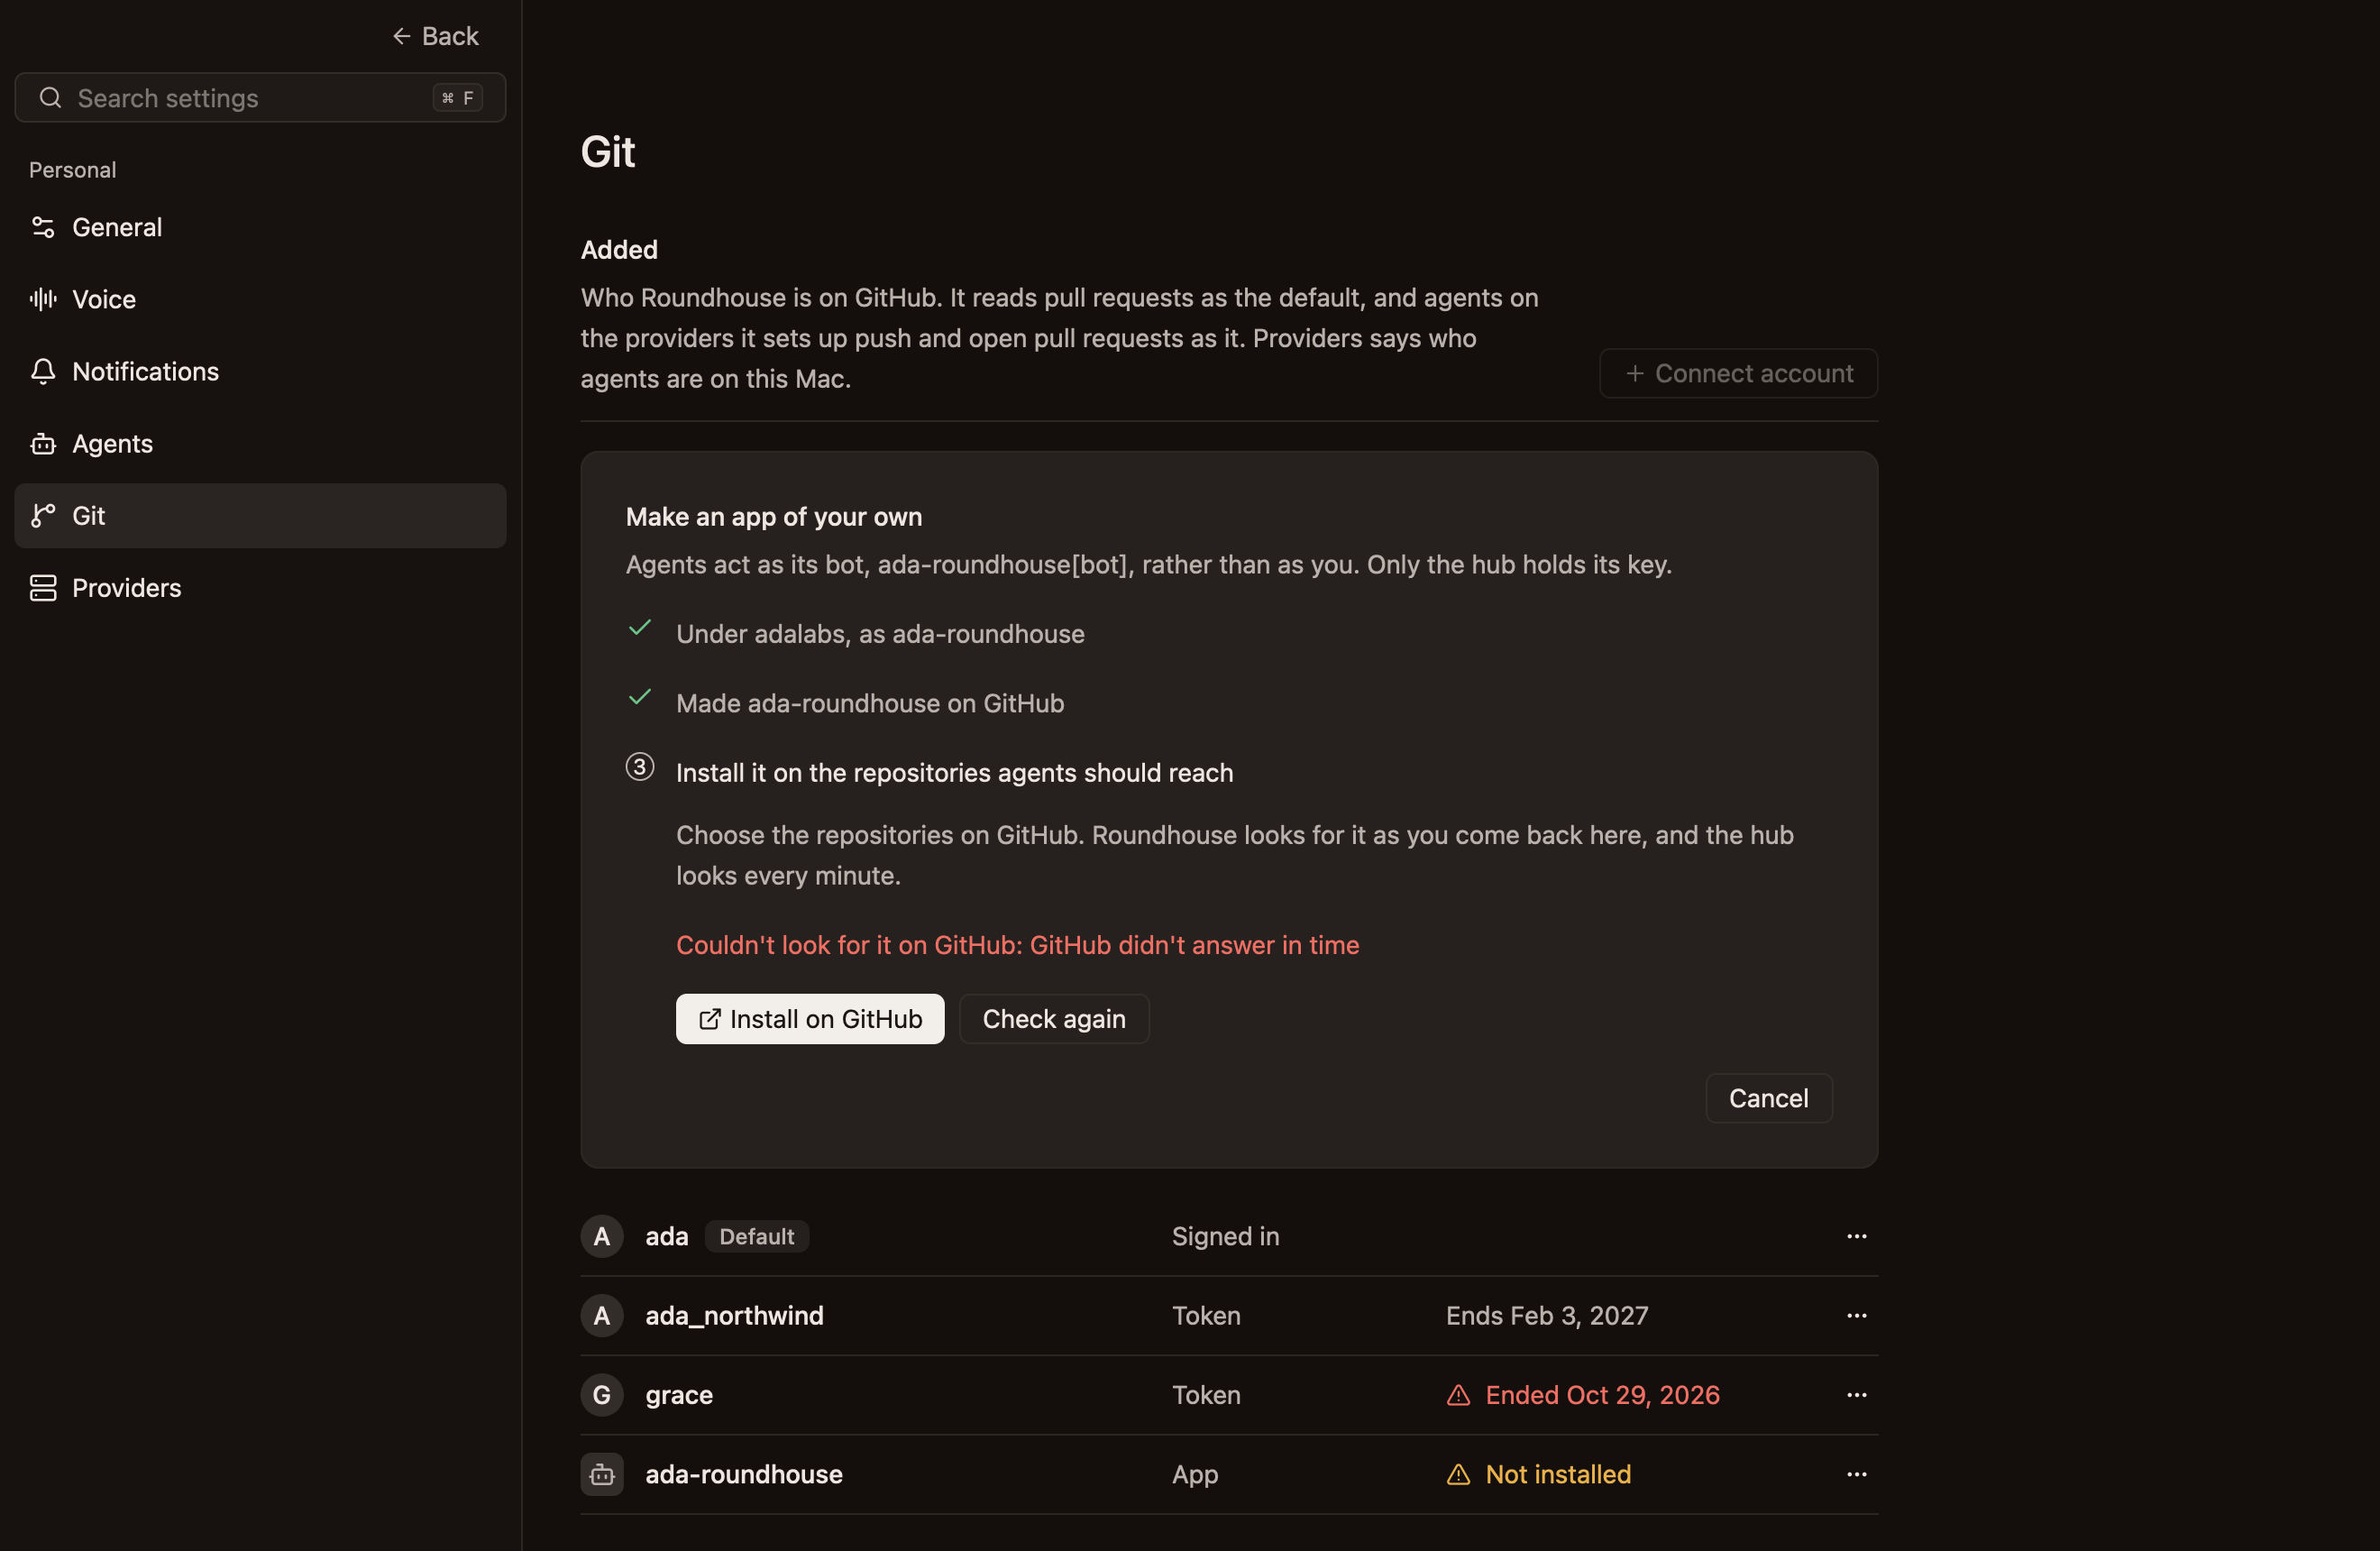 ← Back
Search settings
⌘ F
Personal
General
Voice
Notifications
Agents
Git
Providers
Git
Added
Who Roundhouse is on GitHub. It reads pull requests as the default, and agents on
the providers it sets up push and open pull requests as it. Providers says who
agents are on this Mac.
+ Connect account
Make an app of your own
Agents act as its bot, ada-roundhouse[bot], rather than as you. Only the hub holds its key.
Under adalabs, as ada-roundhouse
Made ada-roundhouse on GitHub
3 Install it on the repositories agents should reach
Choose the repositories on GitHub. Roundhouse looks for it as you come back here, and the hub
looks every minute.
Couldn't look for it on GitHub: GitHub didn't answer in time
Install on GitHub
Check again
Cancel
A ada Default Signed in
A ada_northwind Token Ends Feb 3, 2027
G grace Token Ended Oct 29, 2026
ada-roundhouse App Not installed